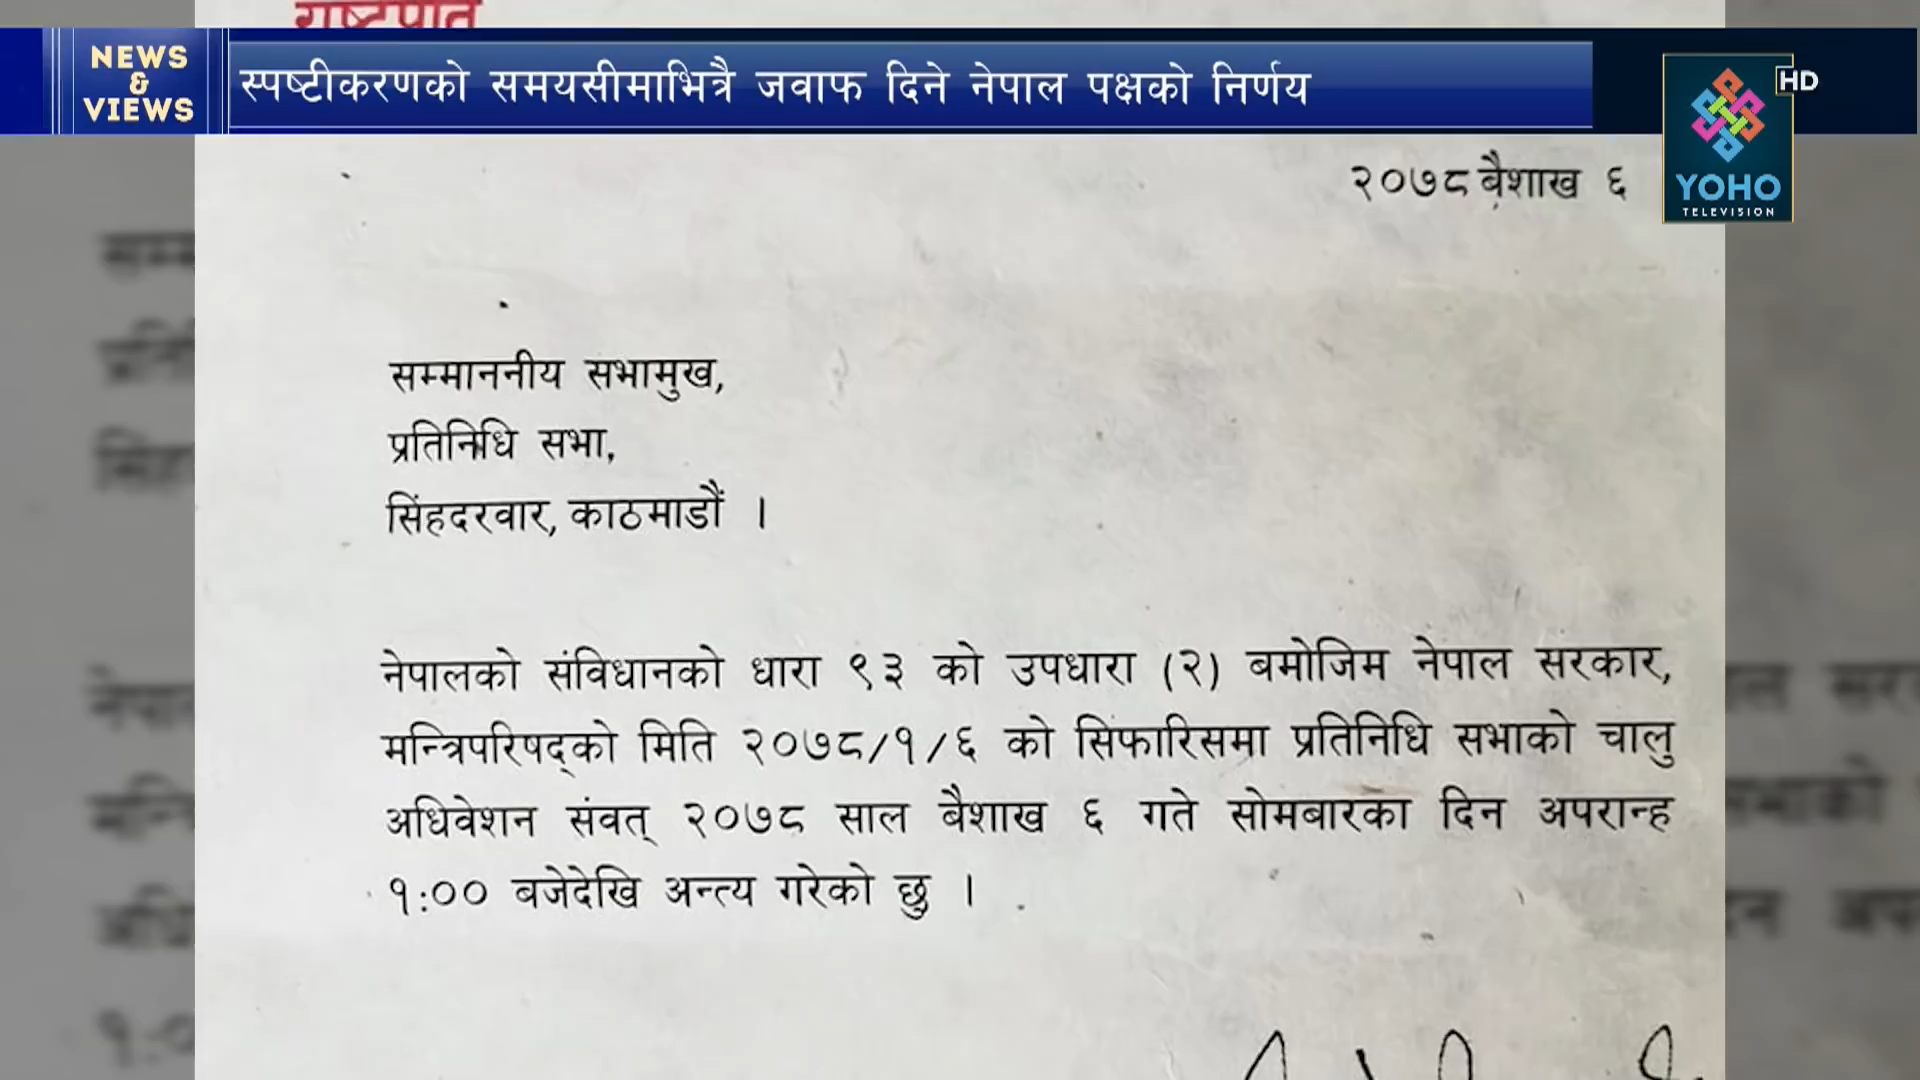 राष्ट्रपति
NEWS
&
VIEWS
स्पष्टीकरणको समयसीमाभित्रै जवाफ दिने नेपाल पक्षको निर्णय
HD
YOHO
TELEVISION
२०७८ बैशाख ६
सम्माननीय सभामुख,
प्रतिनिधि सभा,
सिंहदरवार, काठमाडौं ।
नेपालको संविधानको धारा ९३ को उपधारा (२) बमोजिम नेपाल सरकार,
मन्त्रिपरिषद्को मिति २०७८/१/६ को सिफारिसमा प्रतिनिधि सभाको चालु
अधिवेशन संवत् २०७८ साल बैशाख ६ गते सोमबारका दिन अपरान्ह
१:०० बजेदेखि अन्त्य गरेको छु ।